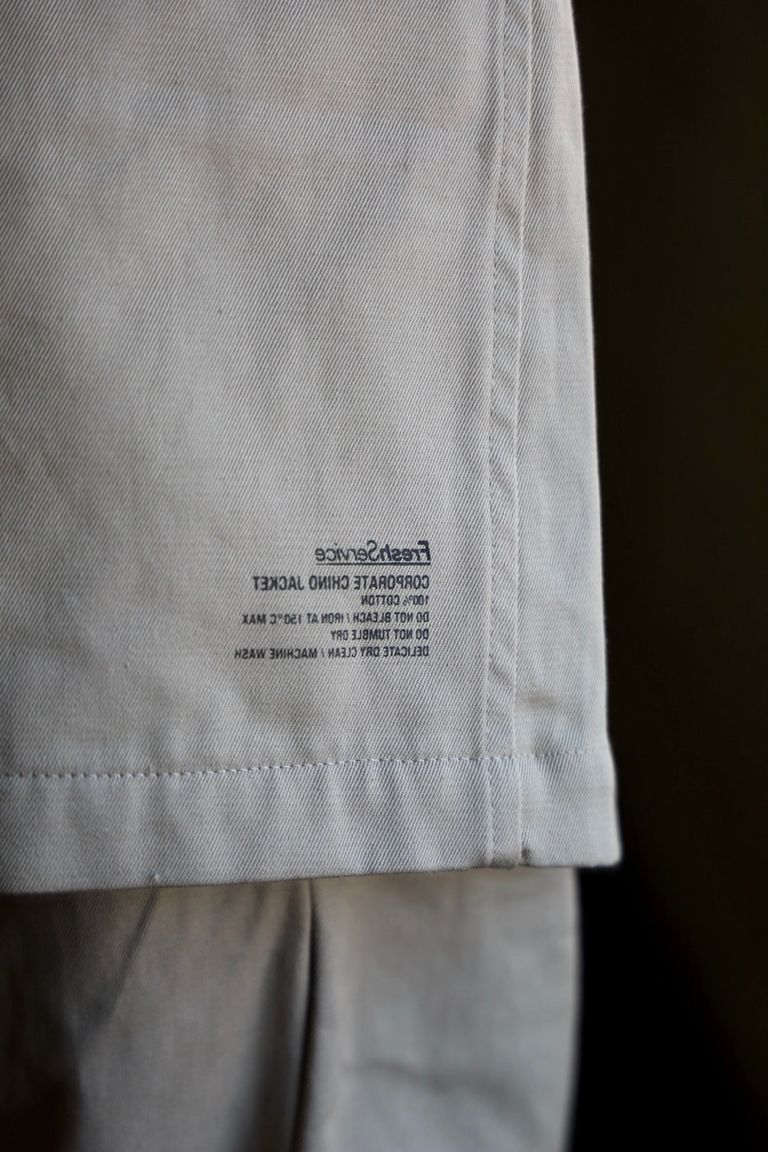 FreshService
CORPORATE CHINO JACKET
100% COTTON
DO NOT BLEACH / IRON AT 150°C MAX
DO NOT TUMBLE DRY
DELICATE DRY CLEAN / MACHINE WASH